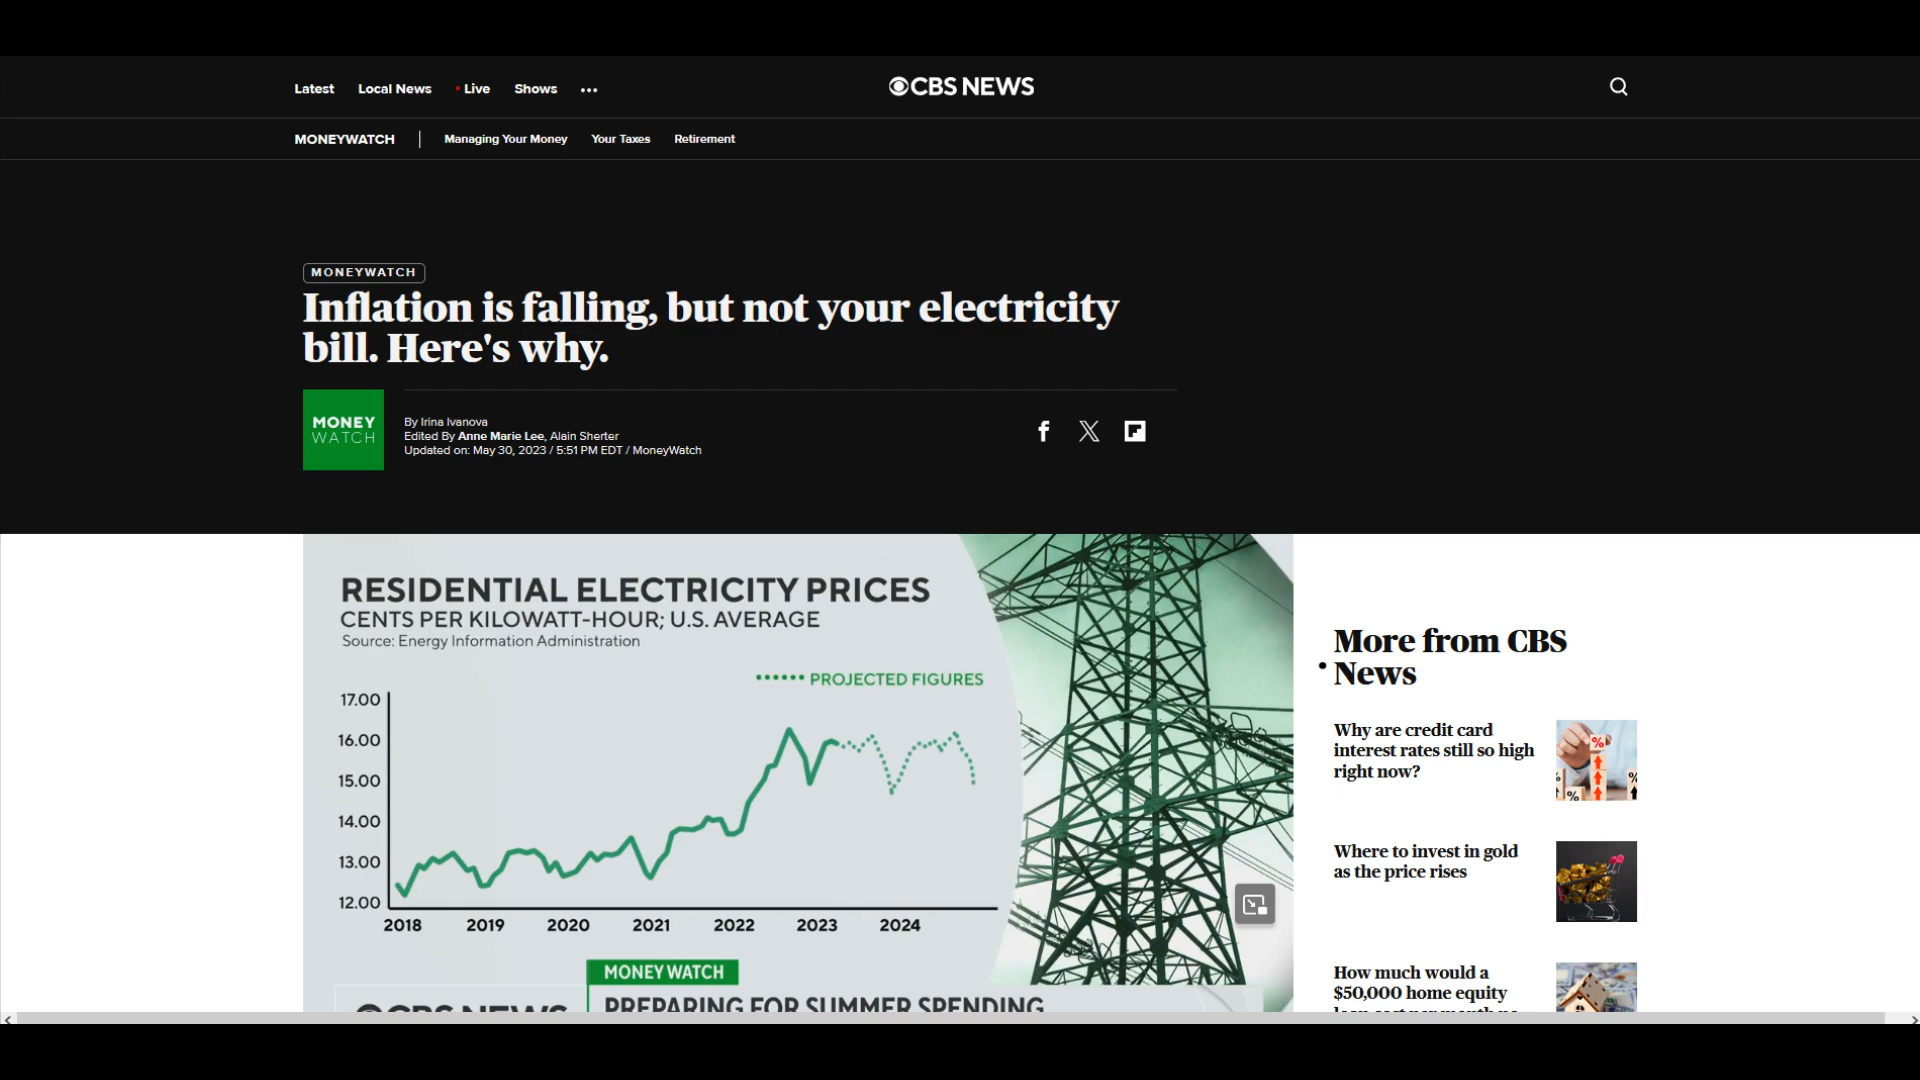 Latest
Local News
Live
Shows
CBS NEWS
MONEYWATCH
Managing Your Money
Your Taxes
Retirement
MONEYWATCH
Inflation is falling, but not your electricity
bill. Here's why.
MONEY
WATCH
By Irina Ivanova
Edited By Anne Marie Lee, Alain Sherter
Updated on: May 30, 2023 / 5:51 PM EDT / MoneyWatch
RESIDENTIAL ELECTRICITY PRICES
CENTS PER KILOWATT-HOUR; U.S. AVERAGE
Source: Energy Information Administration
PROJECTED FIGURES
17.00
16.00
15.00
14.00
13.00
12.00
2018 2019 2020 2021 2022 2023 2024
MONEY WATCH
CBS NEWS
PREPARING FOR SUMMER SPENDING
More from CBS
News
Why are credit card
interest rates still so high
right now?
Where to invest in gold
as the price rises
How much would a
$50,000 home equity